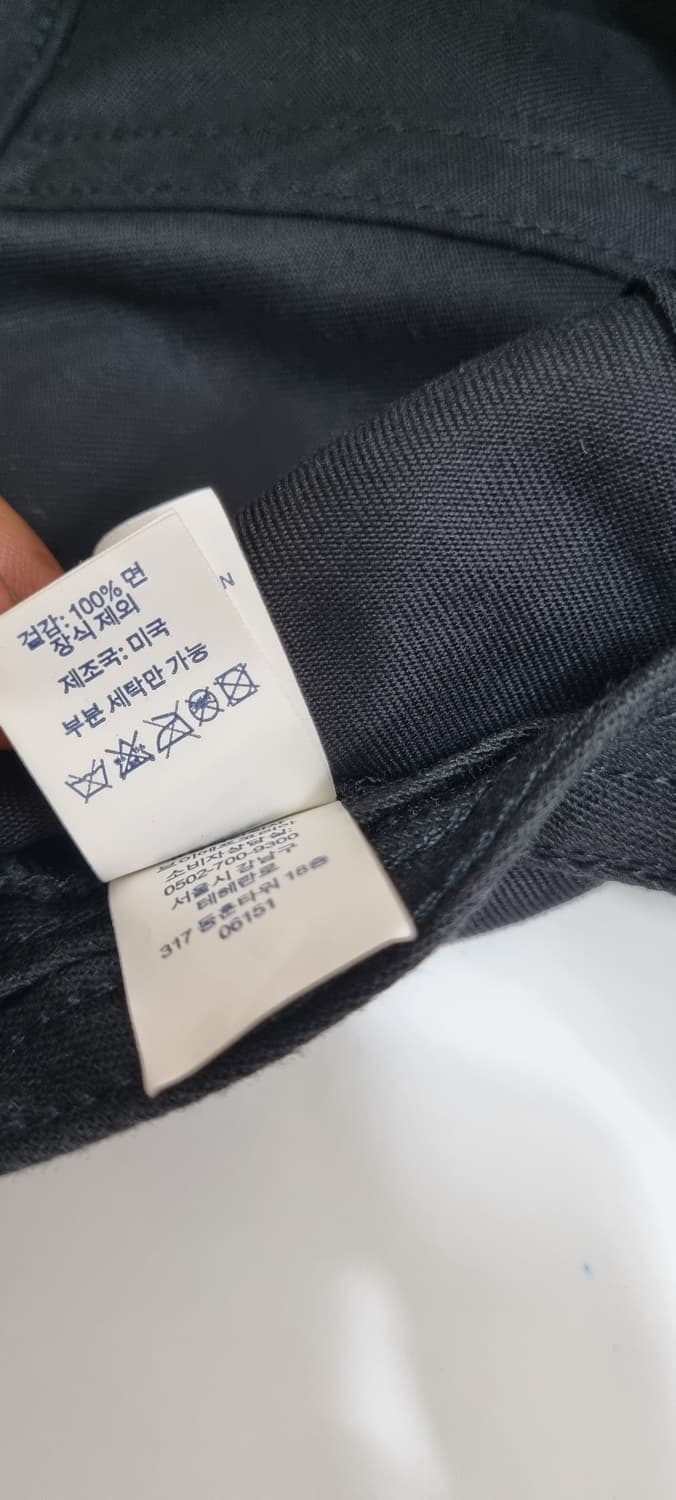 겉감: 100% 면
장식 제외
제조국: 미국
부분 세탁만 가능
N
소비자상담실:
0502-700-9300
서울시 강남구
테헤란로
317 동훈타워 18층
06151